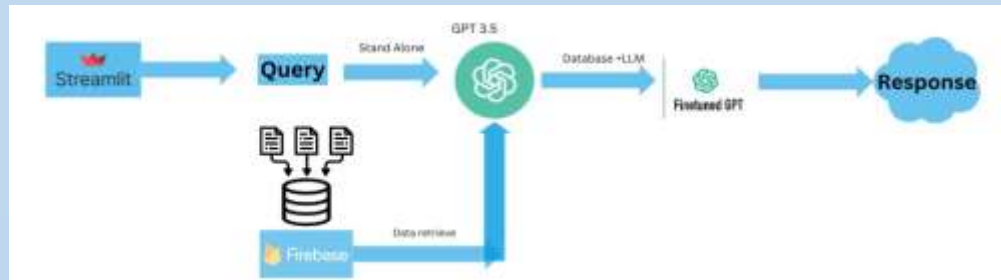 GPT 3.5
Streamlit
Query
Stand Alone
Database +LLM
Finetuned GPT
Response
Firebase
Data retrieve